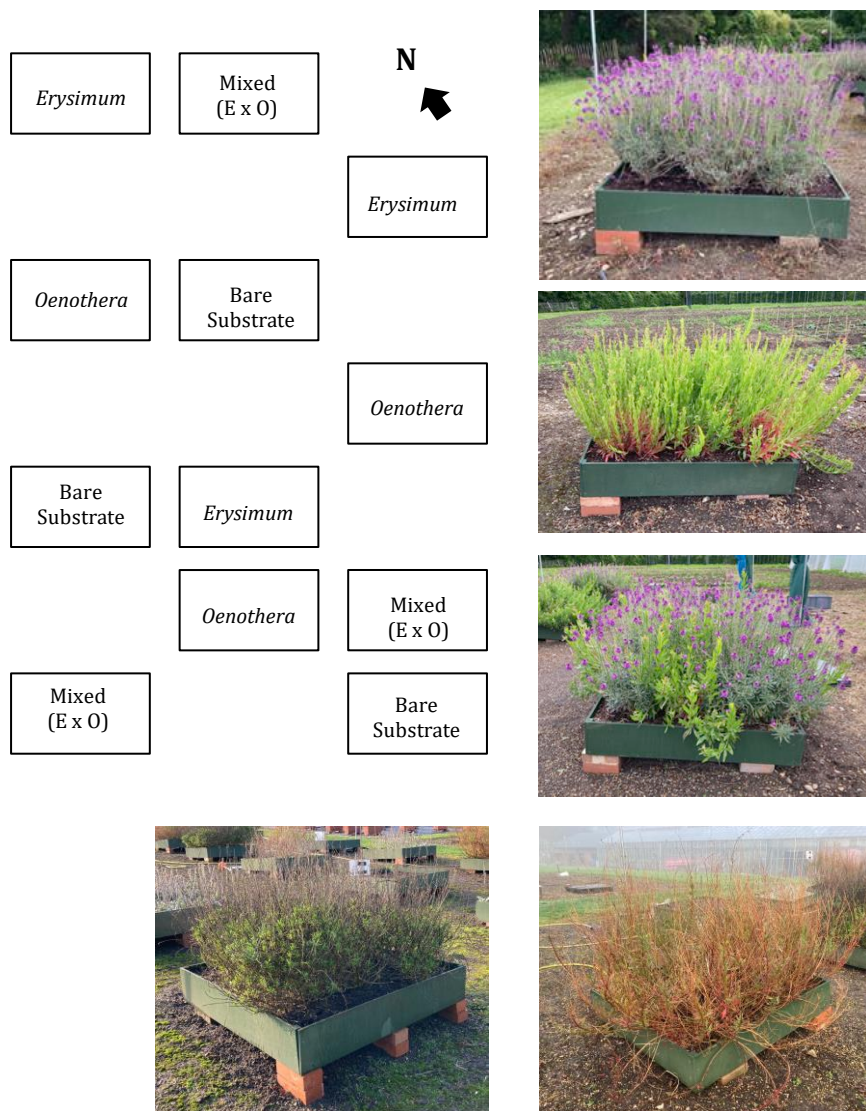 N
Erysimum
Mixed
(E x O)
Erysimum
Oenothera
Bare
Substrate
Oenothera
Bare
Substrate
Erysimum
Oenothera
Mixed
(E x O)
Mixed
(E x O)
Bare
Substrate